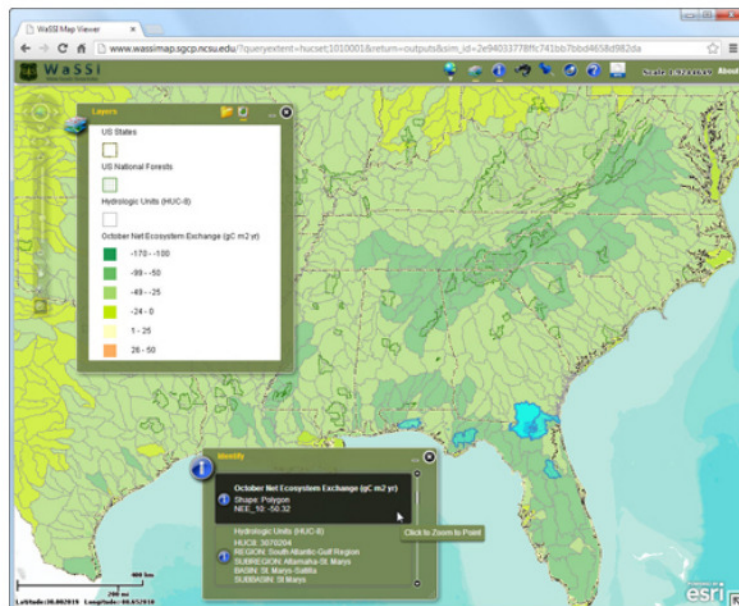 WaSSI Map Viewer
www.wassimap.sgcp.ncsu.edu/?queryextent=hucset;1010001&return=outputs&sim_id=2e94033778ffc741bb7bbd4658d982da
WaSSI
About
Layers
US States
US National Forests
Hydrologic Units (HUC-8)
October Net Ecosystem Exchange (gC m2 yr)
-170 - -100
-99 - -50
-49 - -25
-24 - 0
1 - 25
26 - 50
Identify
October Net Ecosystem Exchange (gC m2 yr)
Shape: Polygon
NEE_10: -50.32
Click to Zoom to Point
Hydrologic Units (HUC-8)
HUC8: 3070204
REGION: South Atlantic-Gulf Region
SUBREGION: Altamaha-St. Marys
BASIN: St. Marys-Satilla
SUBBASIN: St Marys
400 km
200 mi
POWERED BY
esri